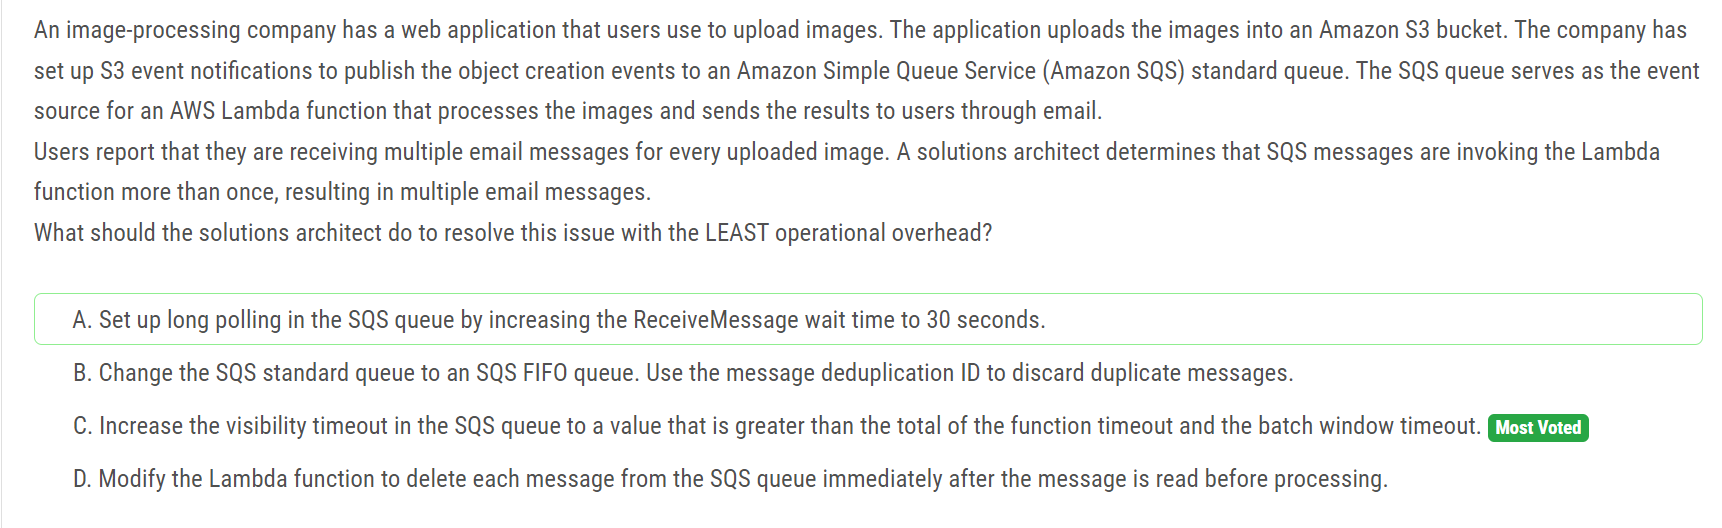 An image-processing company has a web application that users use to upload images. The application uploads the images into an Amazon S3 bucket. The company has
set up S3 event notifications to publish the object creation events to an Amazon Simple Queue Service (Amazon SQS) standard queue. The SQS queue serves as the event
source for an AWS Lambda function that processes the images and sends the results to users through email.
Users report that they are receiving multiple email messages for every uploaded image. A solutions architect determines that SQS messages are invoking the Lambda
function more than once, resulting in multiple email messages.
What should the solutions architect do to resolve this issue with the LEAST operational overhead?
A. Set up long polling in the SQS queue by increasing the ReceiveMessage wait time to 30 seconds.
B. Change the SQS standard queue to an SQS FIFO queue. Use the message deduplication ID to discard duplicate messages.
C. Increase the visibility timeout in the SQS queue to a value that is greater than the total of the function timeout and the batch window timeout. Most Voted
D. Modify the Lambda function to delete each message from the SQS queue immediately after the message is read before processing.